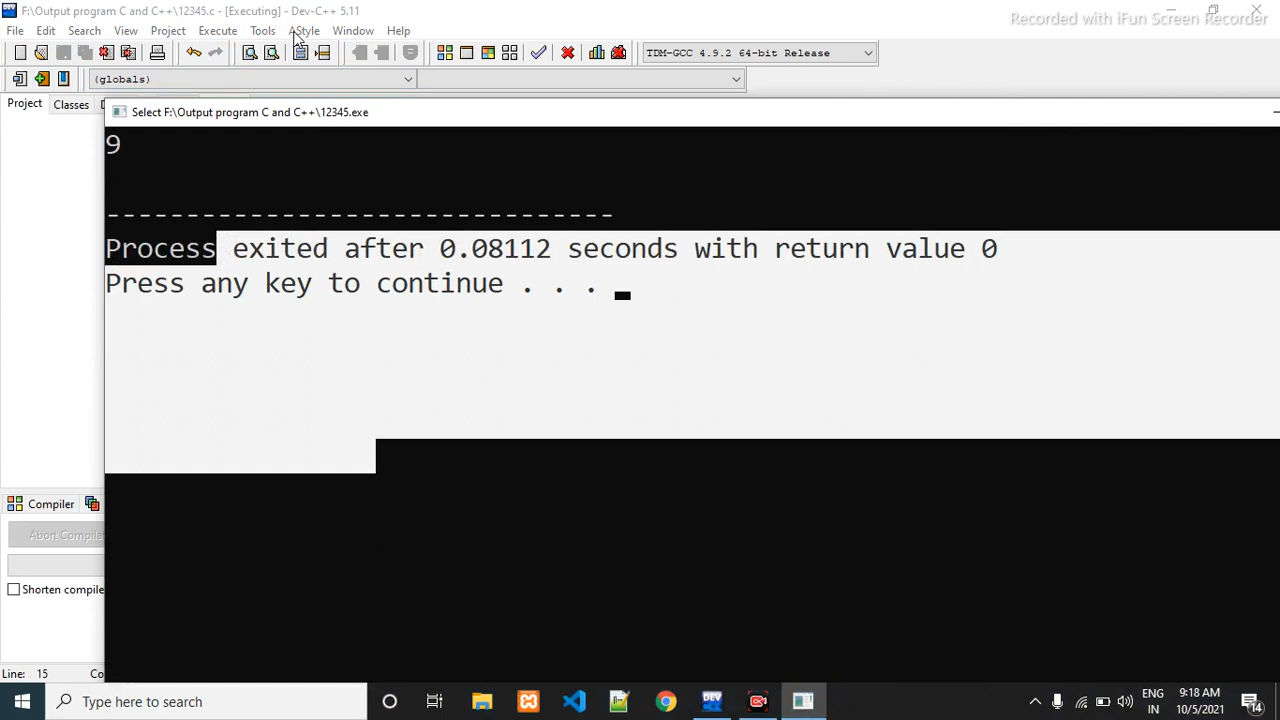 F:\Output program C and C++\12345.c - [Executing] - Dev-C++ 5.11
Recorded with iFun Screen Recorder
File Edit Search View Project Execute Tools AStyle Window Help
TDM-GCC 4.9.2 64-bit Release
(globals)
Project Classes
Select F:\Output program C and C++\12345.exe
9
--------------------------------
Process exited after 0.08112 seconds with return value 0
Press any key to continue . . .
Compiler
Abort Compila
Shorten compile
Line: 15 Co
Type here to search
ENG
IN
9:18 AM
10/5/2021
14